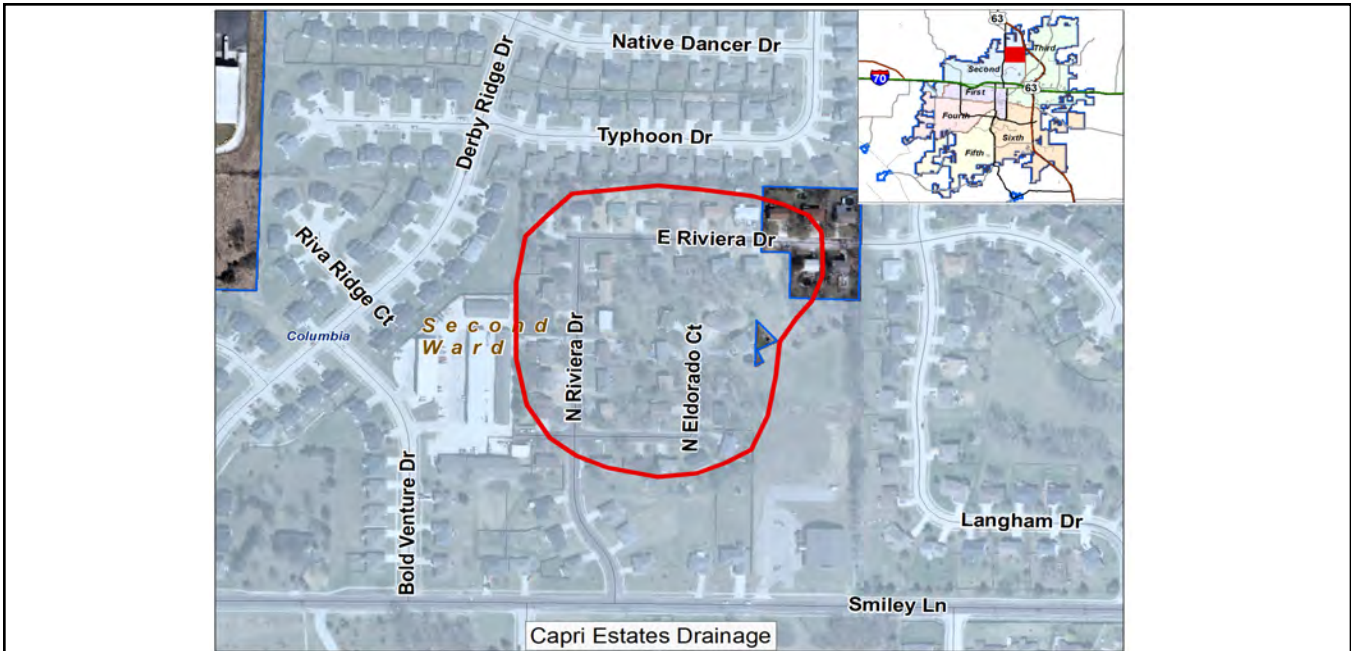 Native Dancer Dr
Derby Ridge Dr
Typhoon Dr
63
Third
Second
70
63
First
Fourth
Sixth
Fifth
E Riviera Dr
Riva Ridge Ct
Columbia
Second
Ward
N Riviera Dr
N Eldorado Ct
Bold Venture Dr
Langham Dr
Smiley Ln
Capri Estates Drainage